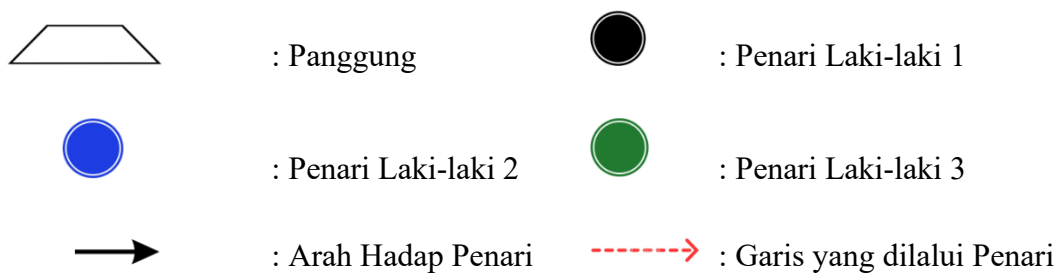 : Panggung : Penari Laki-laki 1
: Penari Laki-laki 2 : Penari Laki-laki 3
: Arah Hadap Penari : Garis yang dilalui Penari